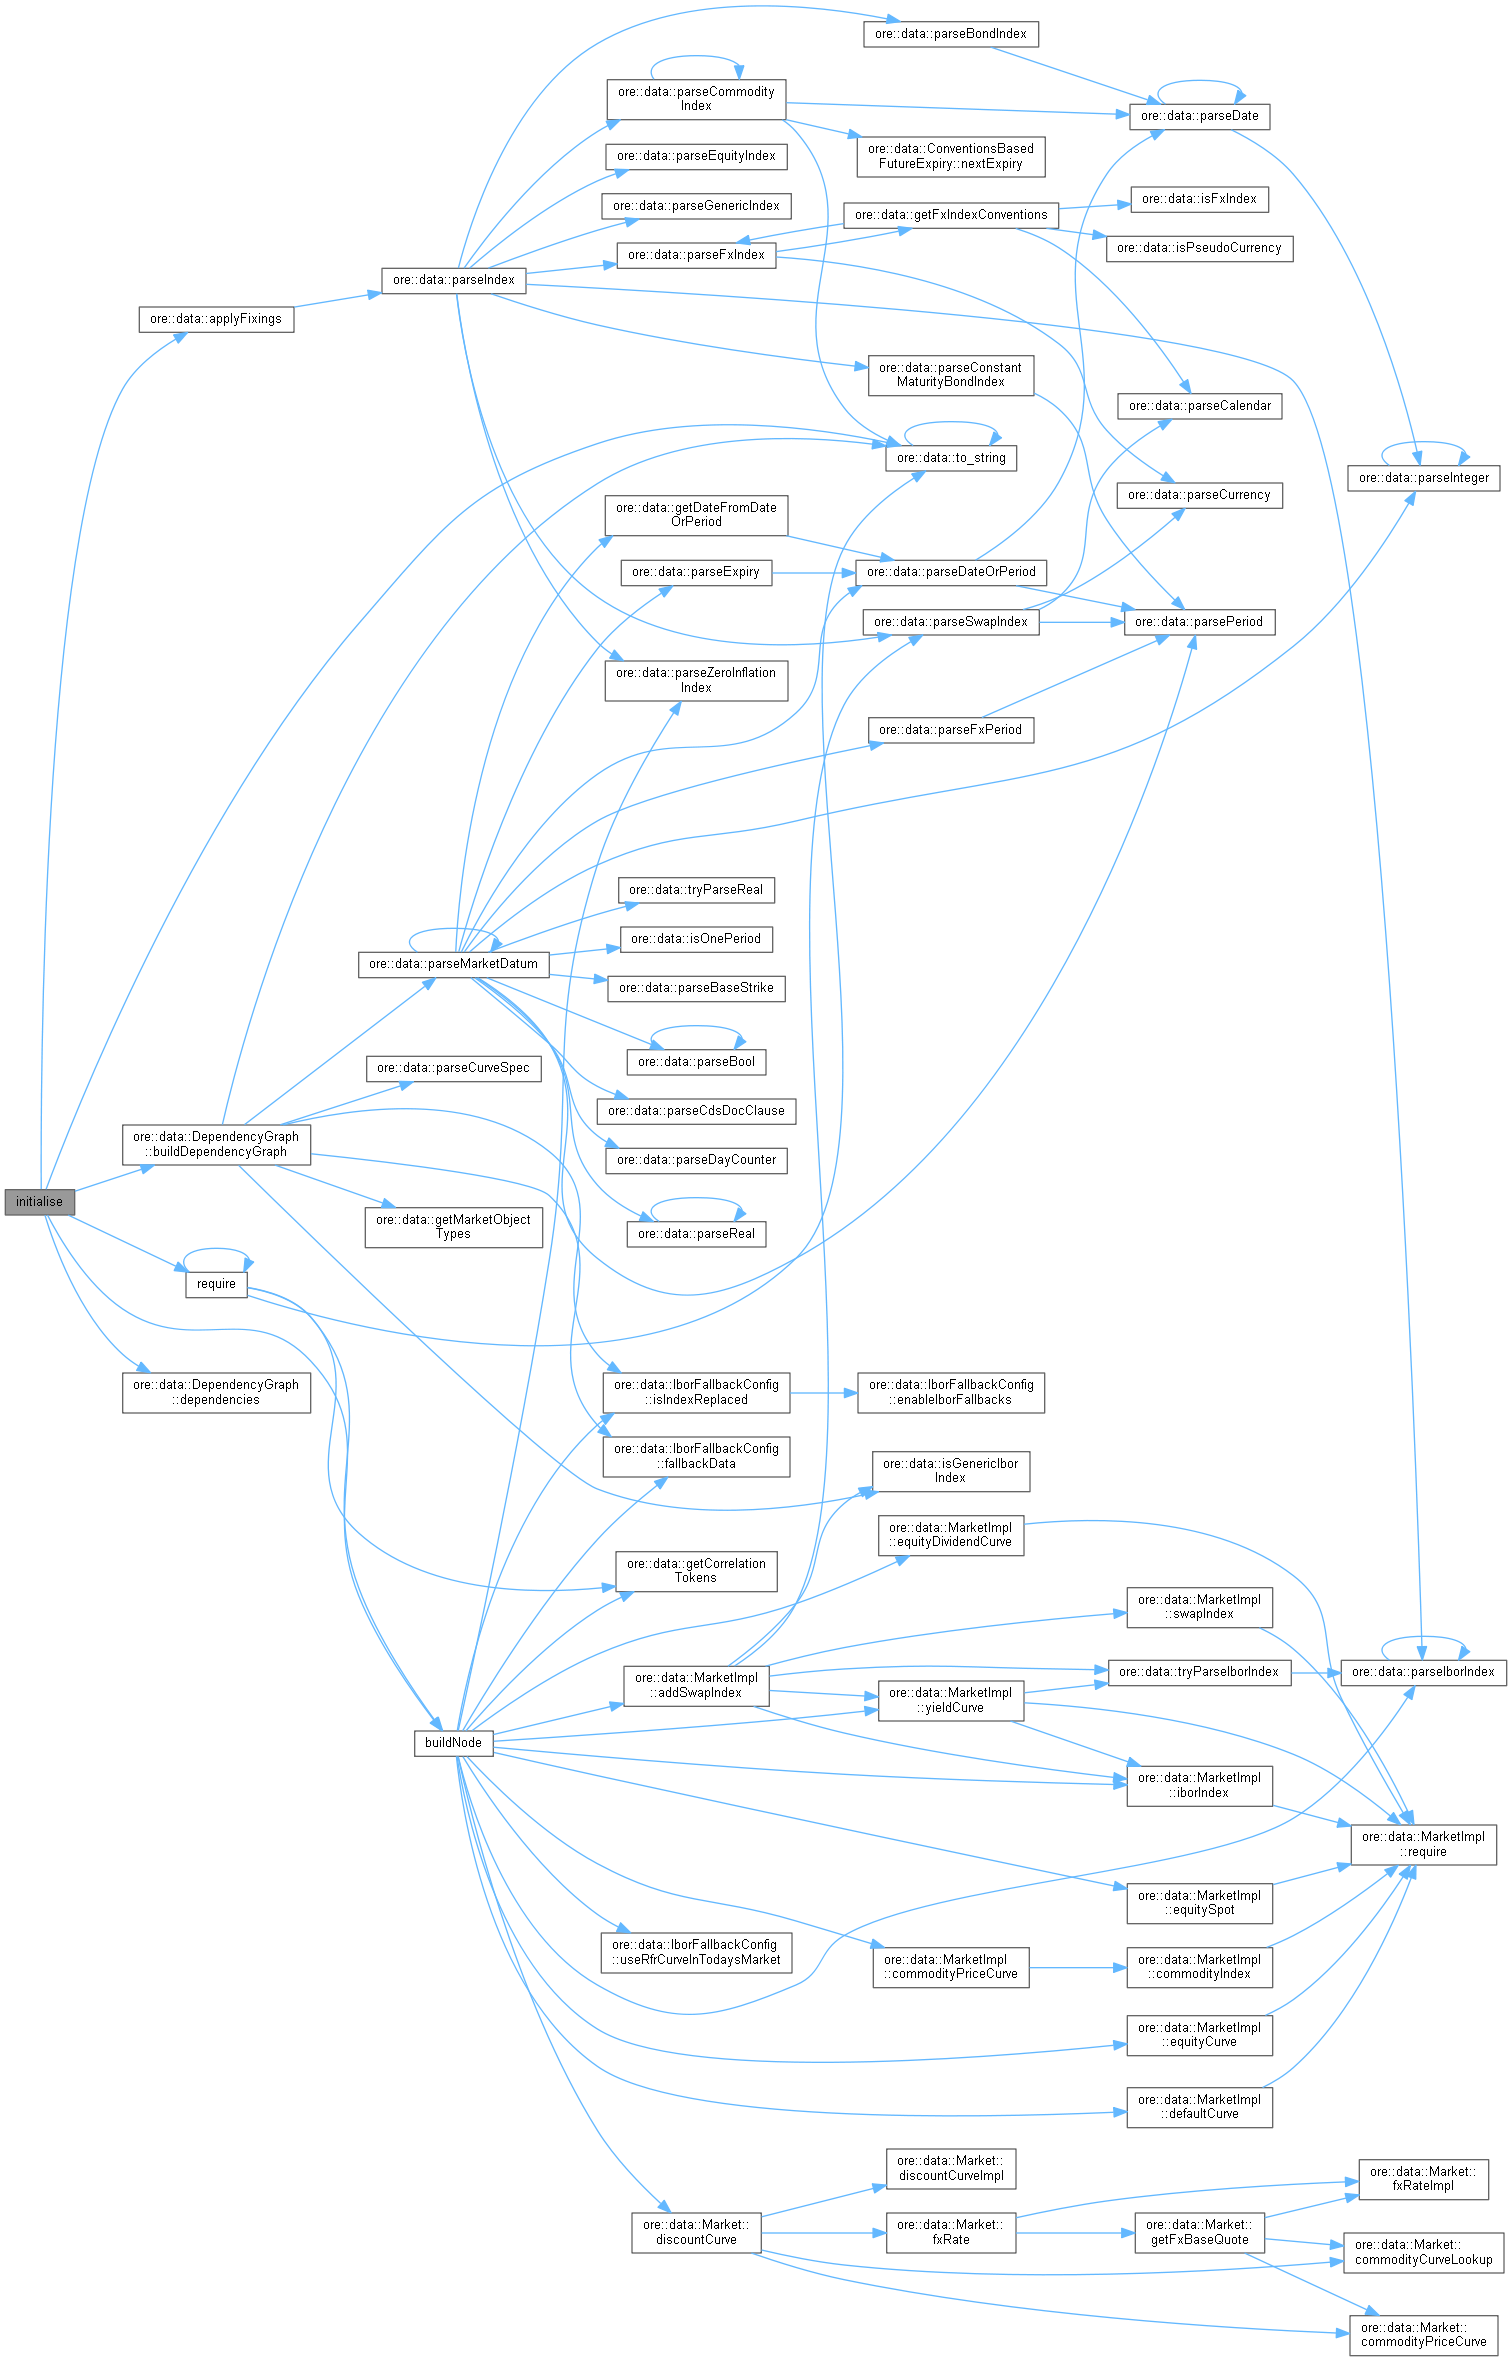 ore::data::parseBondIndex
ore::data::parseCommodity
Index
ore::data::parseDate
ore::data::ConventionsBased
FutureExpiry::nextExpiry
ore::data::parseEquityIndex
ore::data::isFxIndex
ore::data::parseGenericIndex
ore::data::getFxIndexConventions
ore::data::isPseudoCurrency
ore::data::parseFxIndex
ore::data::parseIndex
ore::data::applyFixings
ore::data::parseConstant
MaturityBondIndex
ore::data::parseCalendar
ore::data::to_string
ore::data::parseInteger
ore::data::parseCurrency
ore::data::getDateFromDate
OrPeriod
ore::data::parseExpiry
ore::data::parseDateOrPeriod
ore::data::parseSwapIndex
ore::data::parsePeriod
ore::data::parseZeroInflation
Index
ore::data::parseFxPeriod
ore::data::tryParseReal
ore::data::isOnePeriod
ore::data::parseMarketDatum
ore::data::parseBaseStrike
ore::data::parseBool
ore::data::parseCurveSpec
ore::data::parseCdsDocClause
ore::data::DependencyGraph
::buildDependencyGraph
ore::data::parseDayCounter
initialise
ore::data::getMarketObject
Types
ore::data::parseReal
require
ore::data::DependencyGraph
::dependencies
ore::data::IborFallbackConfig
::isIndexReplaced
ore::data::IborFallbackConfig
::enableIborFallbacks
ore::data::IborFallbackConfig
::fallbackData
ore::data::isGenericIbor
Index
ore::data::MarketImpl
::equityDividendCurve
ore::data::getCorrelation
Tokens
ore::data::MarketImpl
::swapIndex
ore::data::MarketImpl
::addSwapIndex
ore::data::tryParseIborIndex
ore::data::parseIborIndex
ore::data::MarketImpl
::yieldCurve
buildNode
ore::data::MarketImpl
::iborIndex
ore::data::MarketImpl
::require
ore::data::MarketImpl
::equitySpot
ore::data::IborFallbackConfig
::useRfrCurveInTodaysMarket
ore::data::MarketImpl
::commodityPriceCurve
ore::data::MarketImpl
::commodityIndex
ore::data::MarketImpl
::equityCurve
ore::data::MarketImpl
::defaultCurve
ore::data::Market::
discountCurveImpl
ore::data::Market::
fxRateImpl
ore::data::Market::
discountCurve
ore::data::Market::
fxRate
ore::data::Market::
getFxBaseQuote
ore::data::Market::
commodityCurveLookup
ore::data::Market::
commodityPriceCurve